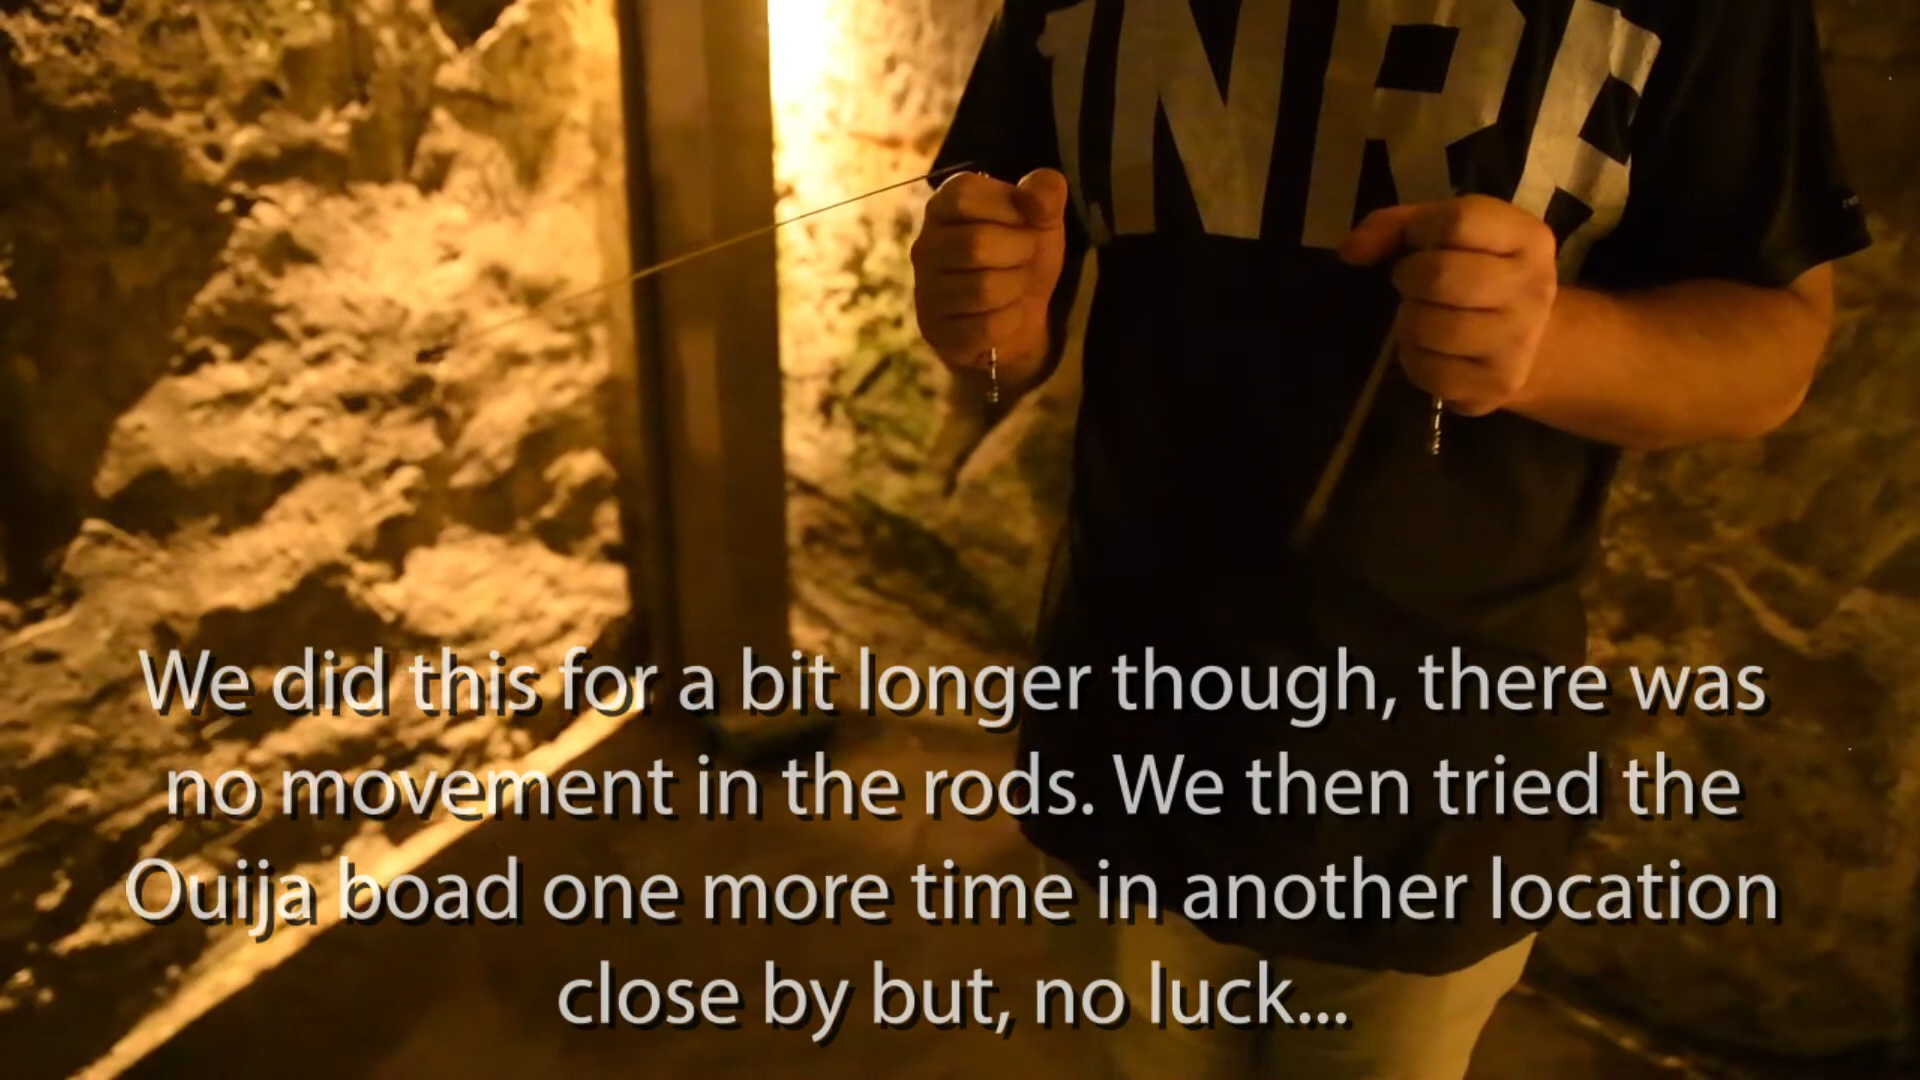 INRF
We did this for a bit longer though, there was
no movement in the rods. We then tried the
Ouija boad one more time in another location
close by but, no luck...